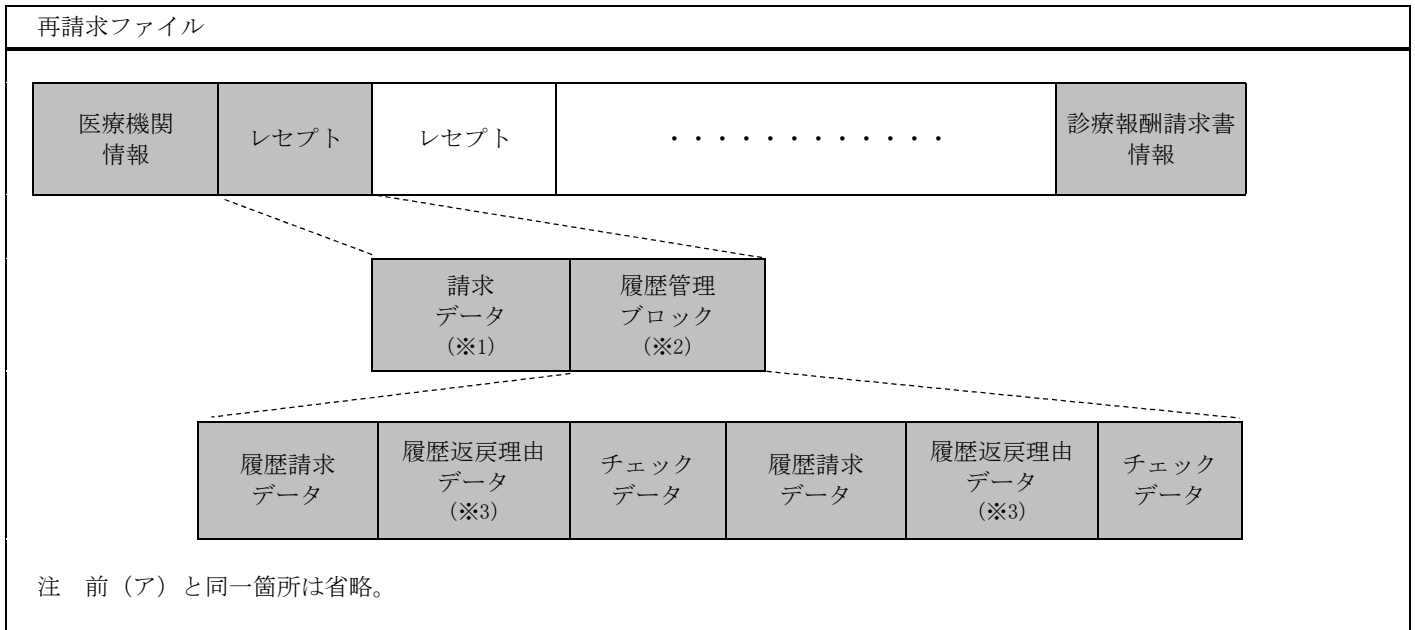 再請求ファイル
医療機関
情報
レセプト
レセプト
・・・・・・・・・・・・
診療報酬請求書
情報
請求
データ
(※1)
履歴管理
ブロック
(※2)
履歴請求
データ
履歴返戻理由
データ
(※3)
チェック
データ
履歴請求
データ
履歴返戻理由
データ
(※3)
チェック
データ
注　前（ア）と同一箇所は省略。